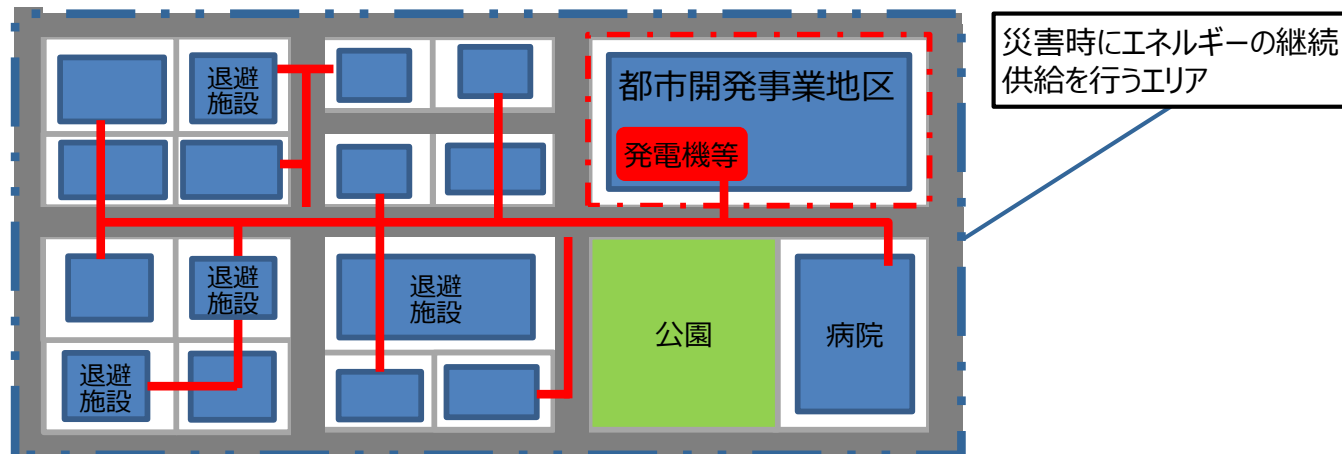 災害時にエネルギーの継続
供給を行うエリア
退避
施設
都市開発事業地区
発電機等
退避
施設
退避
施設
公園
病院
退避
施設